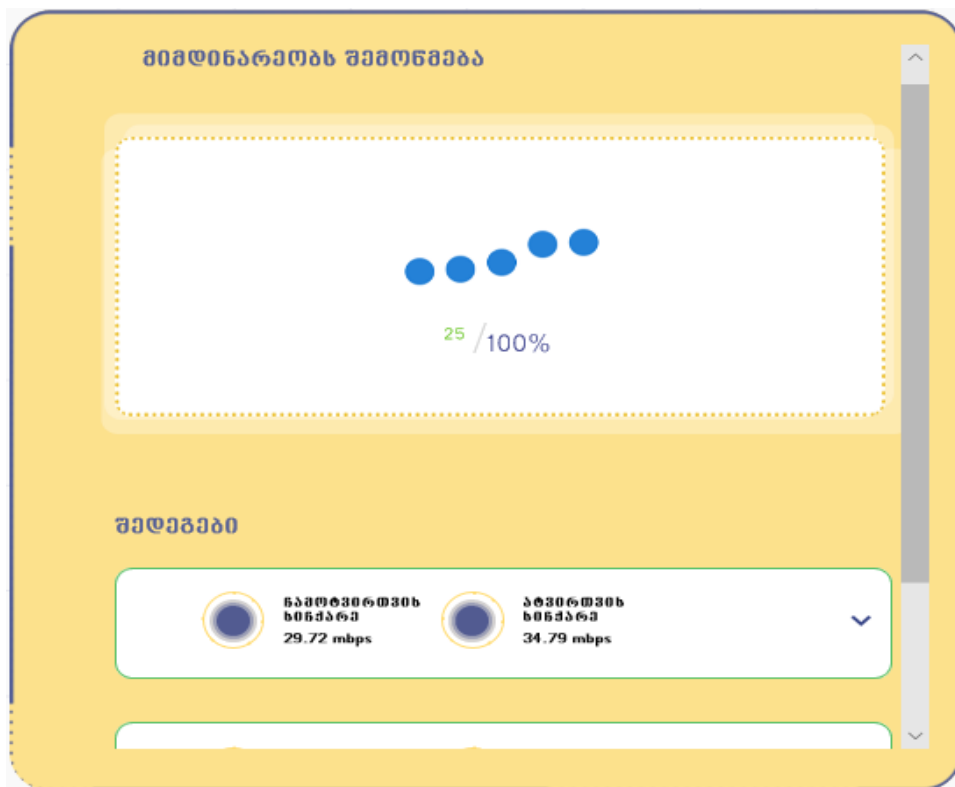 მიმდინარეობს შემოწმება
25 /100%
შედეგები
ჩამოტვირთვის
სიჩქარე
29.72 mbps
ატვირთვის
სიჩქარე
34.79 mbps